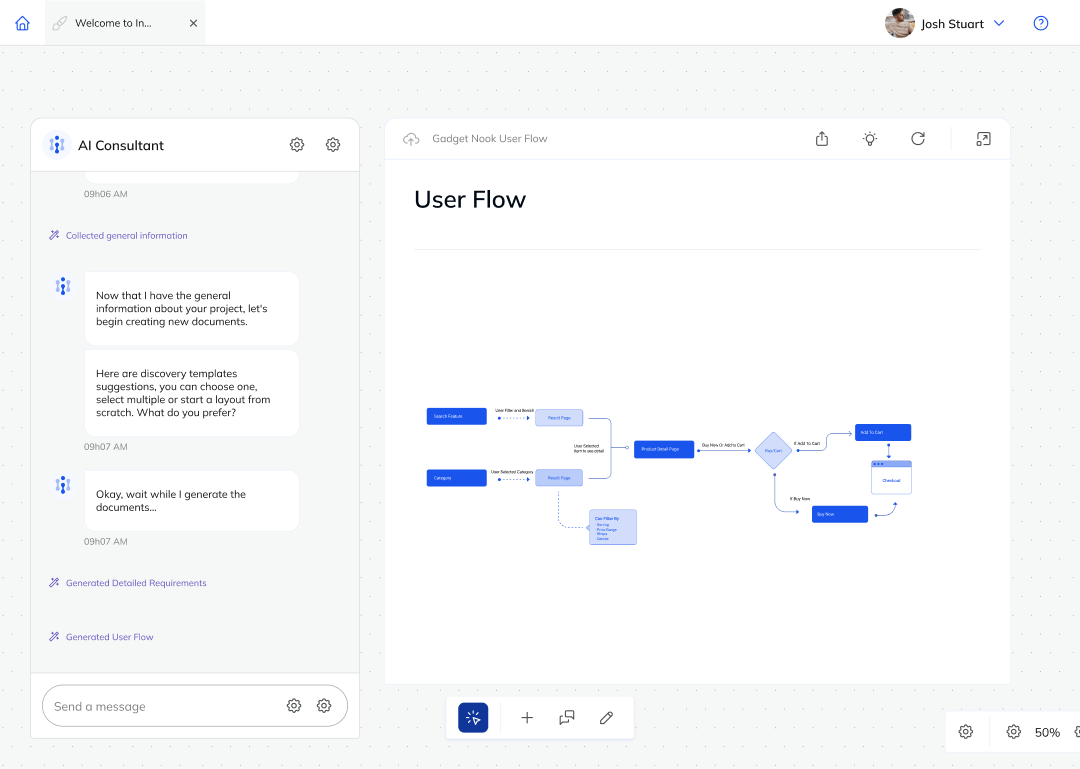 Welcome to In...
Josh Stuart
AI Consultant
09h06 AM
Collected general information
Now that I have the general
information about your project, let's
begin creating new documents.
Here are discovery templates
suggestions, you can choose one,
select multiple or start a layout from
scratch. What do you prefer?
09h07 AM
Okay, wait while I generate the
documents...
09h07 AM
Generated Detailed Requirements
Generated User Flow
Send a message
Gadget Nook User Flow
User Flow
Search Feature
User Filter and Search
Result Page
User Selected
item to see detail
Category
User Selected Category
Result Page
Can Filter By
Product Detail Page
Buy Now Or Add to Cart
Buy/Cart
If Add To Cart
Add To Cart
Checkout
If Buy Now
Buy Now
50%